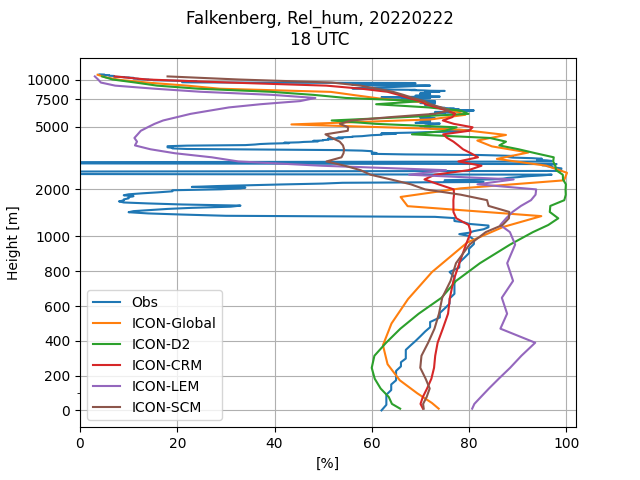 Falkenberg, Rel_hum, 20220222
18 UTC
10000
7500
5000
2000
1000
800
600
400
200
0
Height [m]
Obs
ICON-Global
ICON-D2
ICON-CRM
ICON-LEM
ICON-SCM
0 20 40 60 80 100
[%]